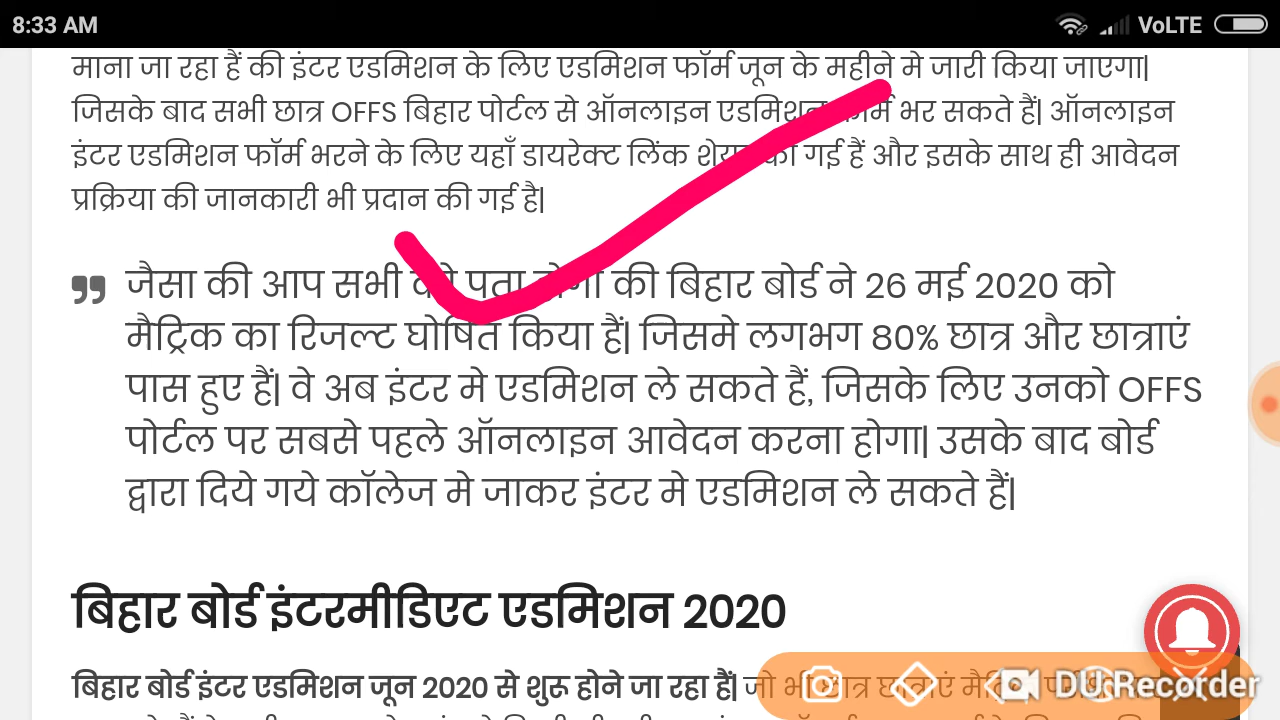 8:33 AM VoLTE
माना जा रहा हैं की इंटर एडमिशन के लिए एडमिशन फॉर्म जून के महीने मे जारी किया जाएगा|
जिसके बाद सभी छात्र OFFS बिहार पोर्टल से ऑनलाइन एडमिशन फॉर्म भर सकते हैं| ऑनलाइन
इंटर एडमिशन फॉर्म भरने के लिए यहाँ डायरेक्ट लिंक शेयर की गई हैं और इसके साथ ही आवेदन
प्रक्रिया की जानकारी भी प्रदान की गई है|
जैसा की आप सभी को पता होगा की बिहार बोर्ड ने 26 मई 2020 को
मैट्रिक का रिजल्ट घोषित किया हैं| जिसमे लगभग 80% छात्र और छात्राएं
पास हुए हैं| वे अब इंटर मे एडमिशन ले सकते हैं, जिसके लिए उनको OFFS
पोर्टल पर सबसे पहले ऑनलाइन आवेदन करना होगा| उसके बाद बोर्ड
द्वारा दिये गये कॉलेज मे जाकर इंटर मे एडमिशन ले सकते हैं|
बिहार बोर्ड इंटरमीडिएट एडमिशन 2020
बिहार बोर्ड इंटर एडमिशन जून 2020 से शुरू होने जा रहा हैं| जो भी छात्र
DU Recorder